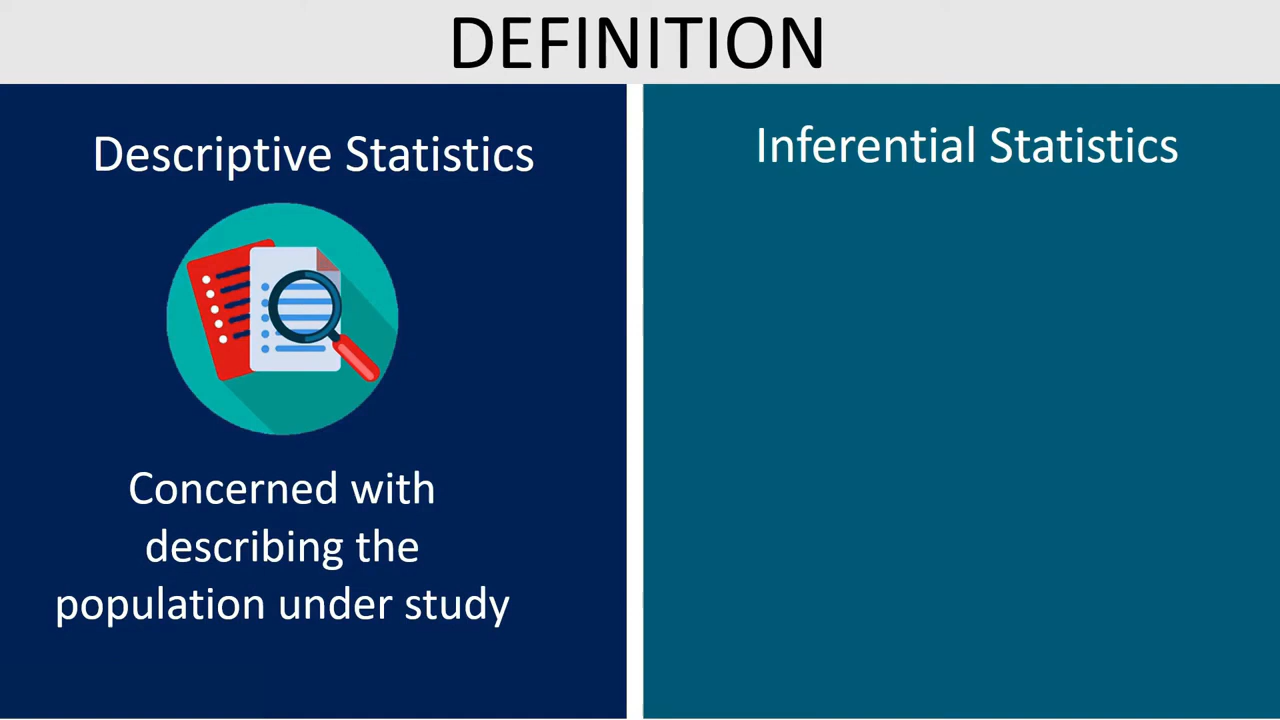 DEFINITION
Descriptive Statistics
Concerned with
describing the
population under study
Inferential Statistics